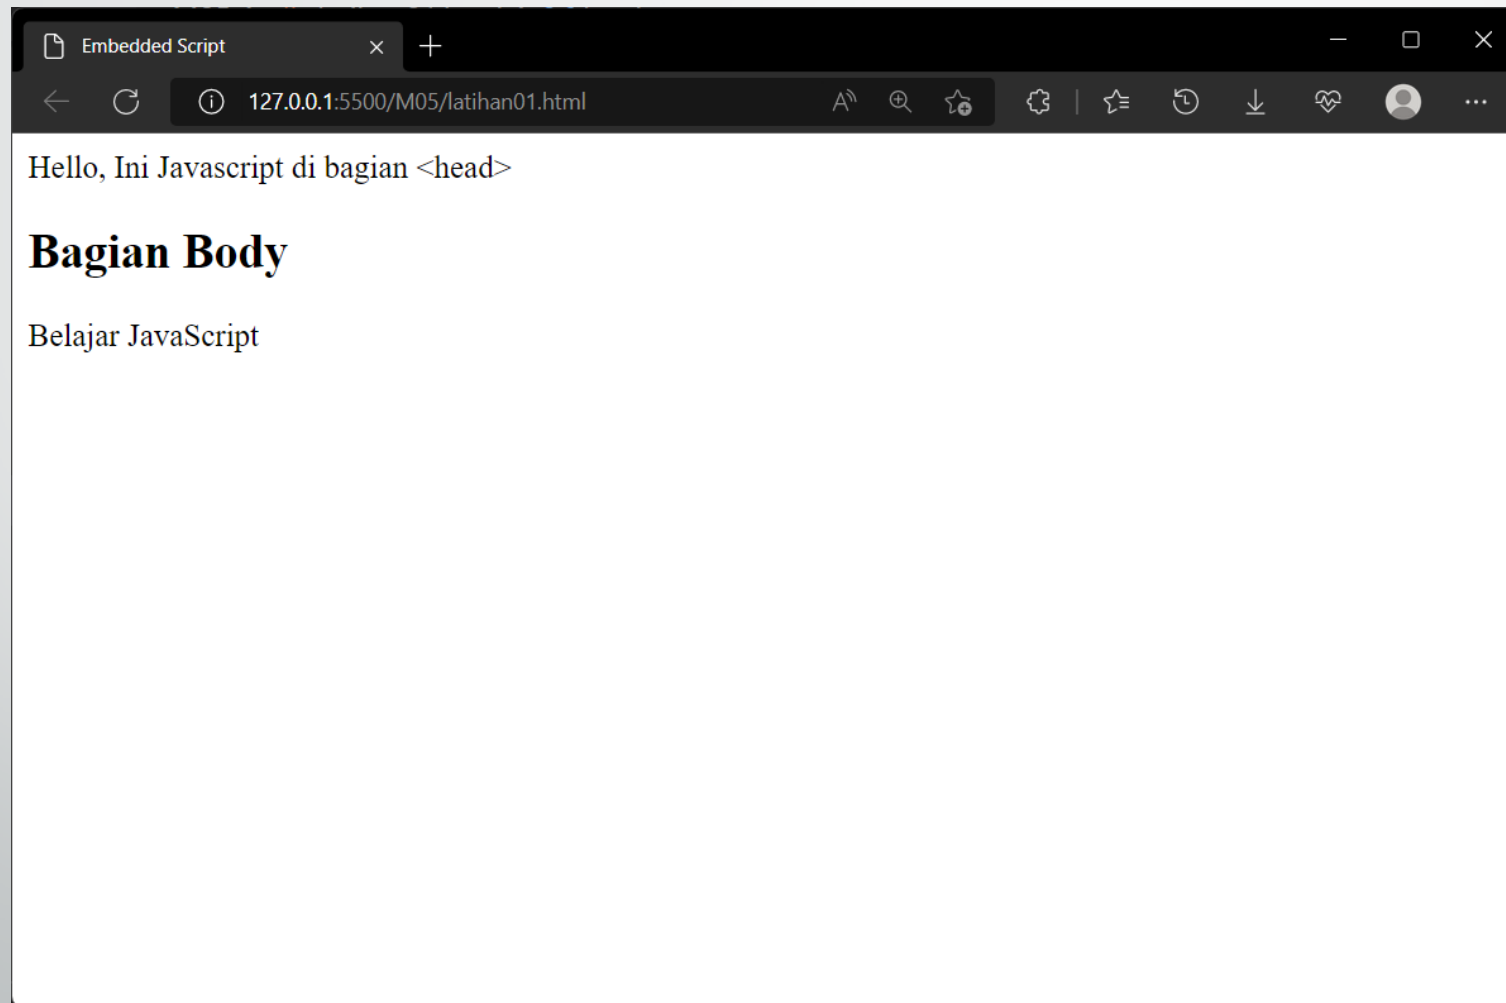 Embedded Script
127.0.0.1:5500/M05/latihan01.html
Hello, Ini Javascript di bagian <head>
Bagian Body
Belajar JavaScript